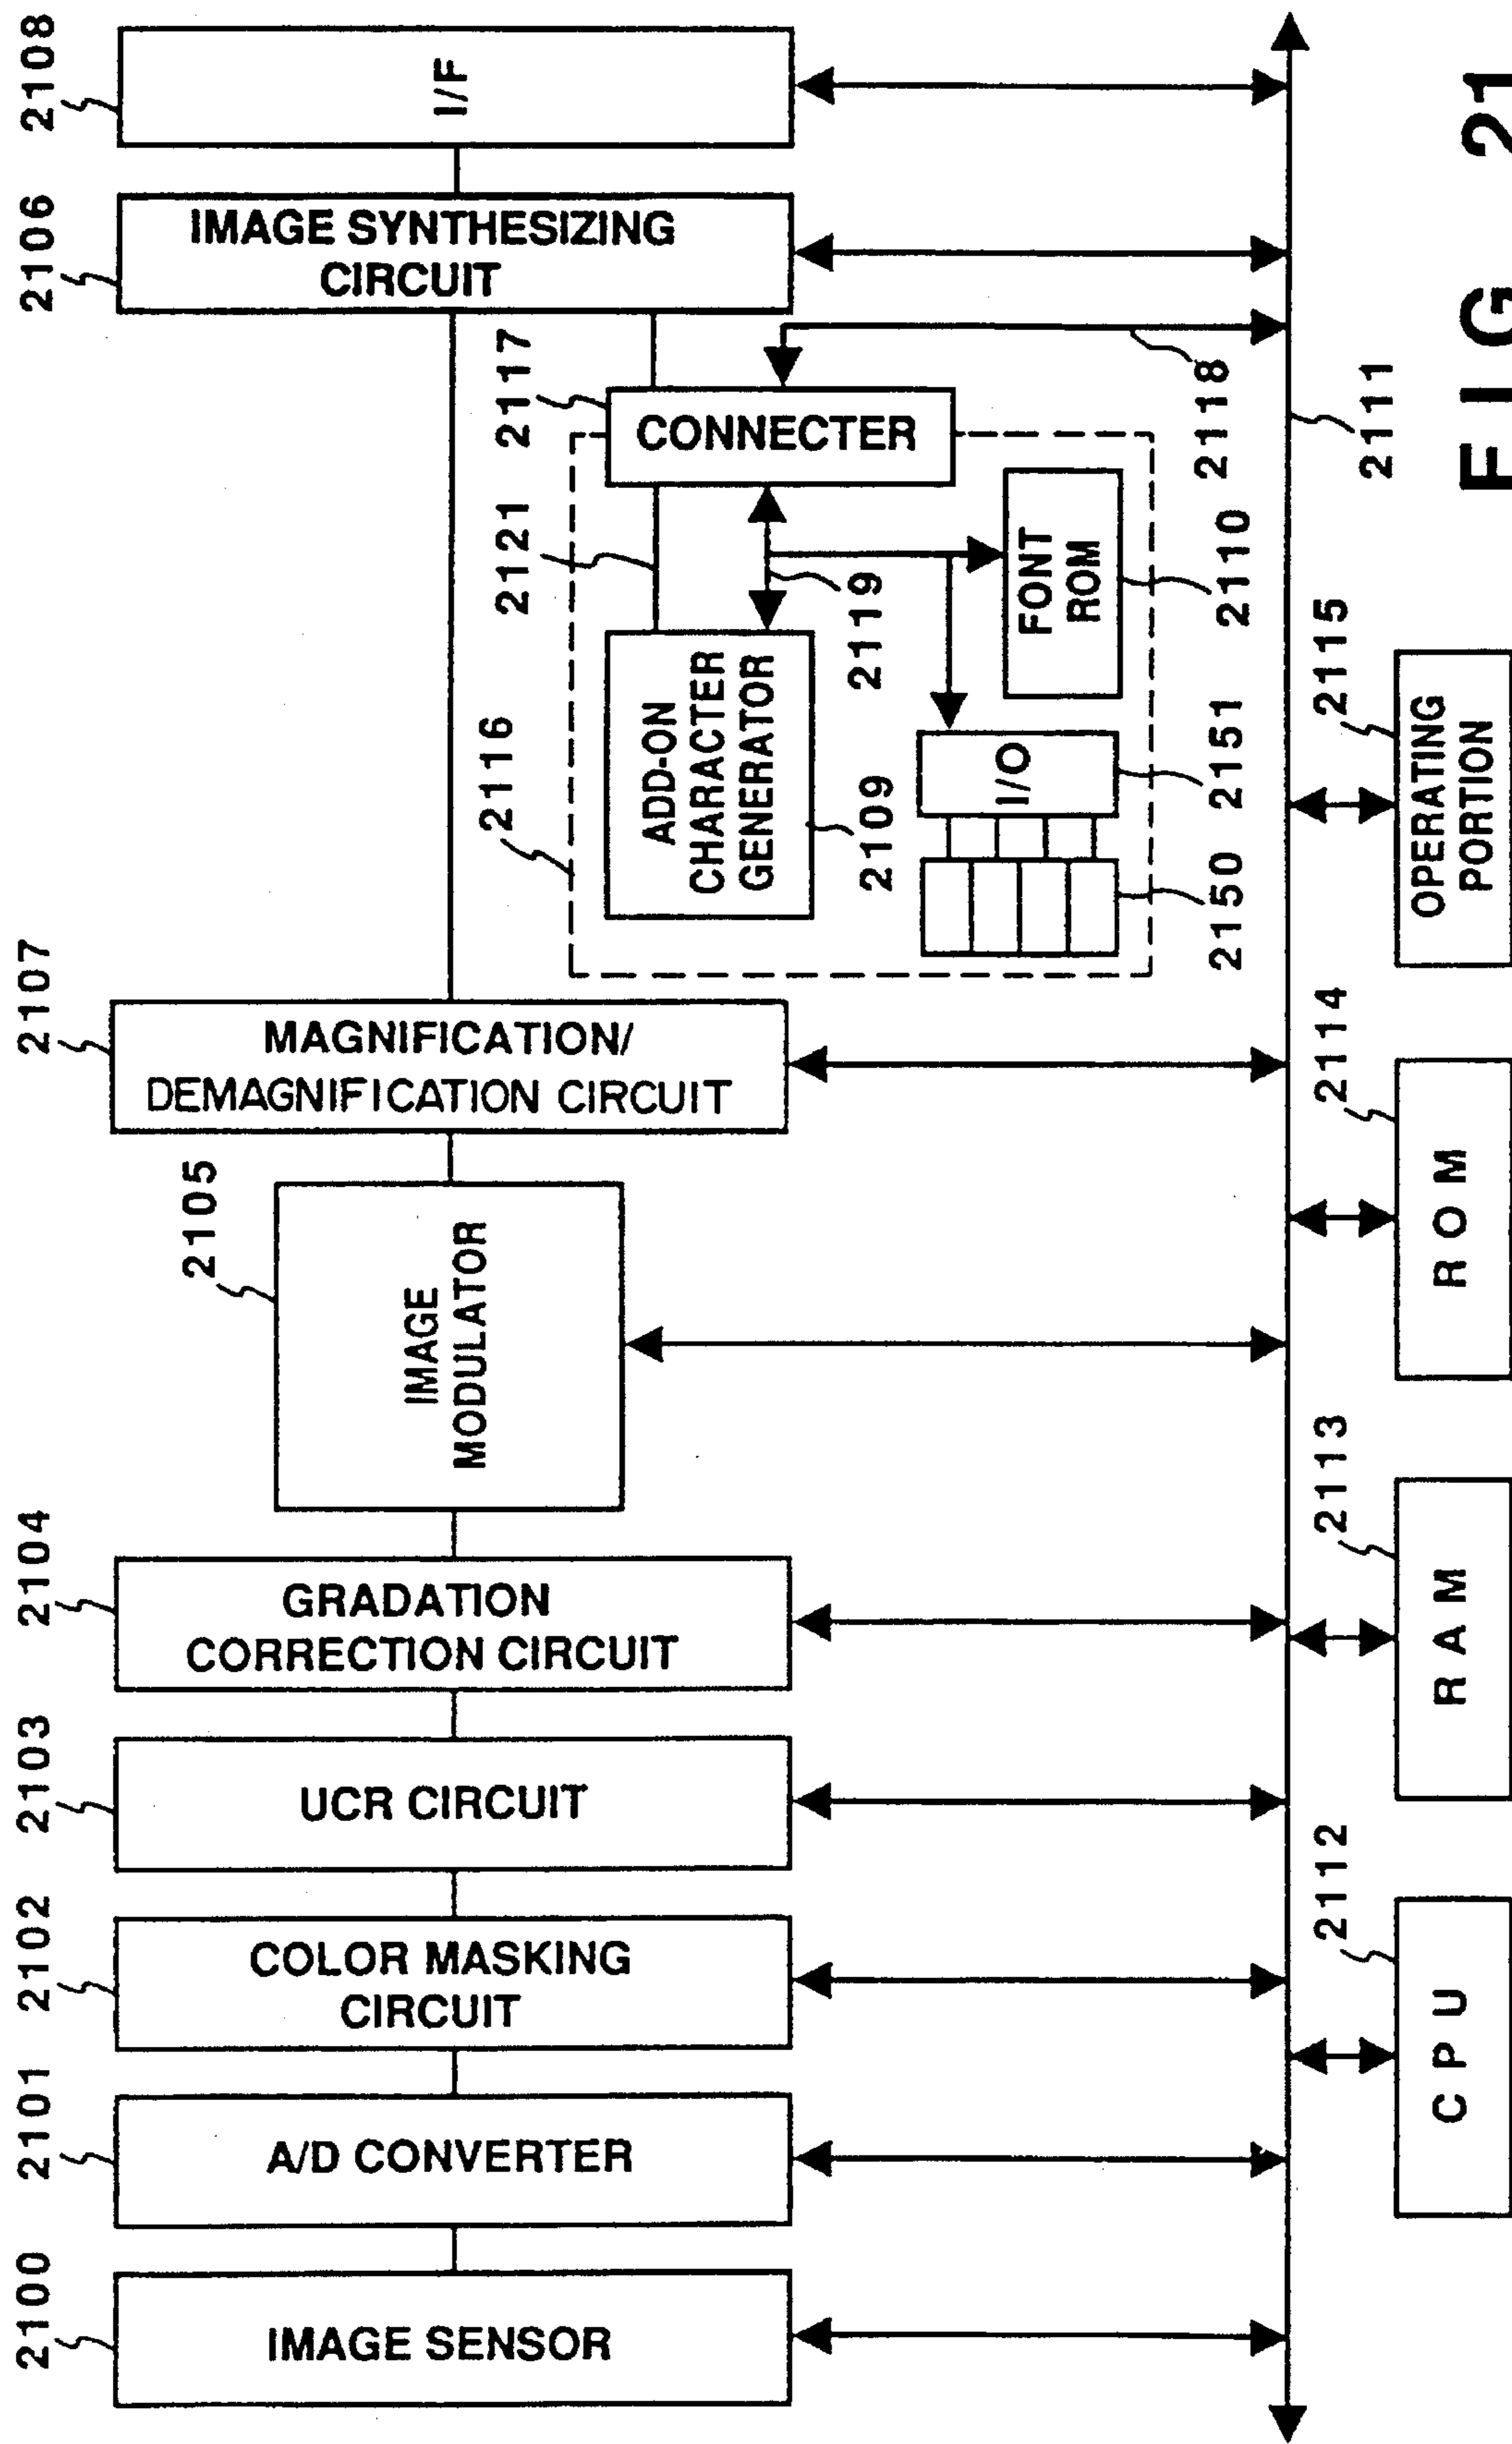 2108
I/F
2106
IMAGE SYNTHESIZING
CIRCUIT
2117
CONNECTER
2118
2111
2121
2119
FONT
ROM
2110
2116
ADD-ON
CHARACTER
GENERATOR
2109
I/O
2151
2150
2115
OPERATING
PORTION
2107
MAGNIFICATION/
DEMAGNIFICATION CIRCUIT
2114
ROM
2105
IMAGE
MODULATOR
2104
GRADATION
CORRECTION CIRCUIT
2113
RAM
2103
UCR CIRCUIT
2102
COLOR MASKING
CIRCUIT
2112
CPU
2101
A/D CONVERTER
2100
IMAGE SENSOR
FIG 21